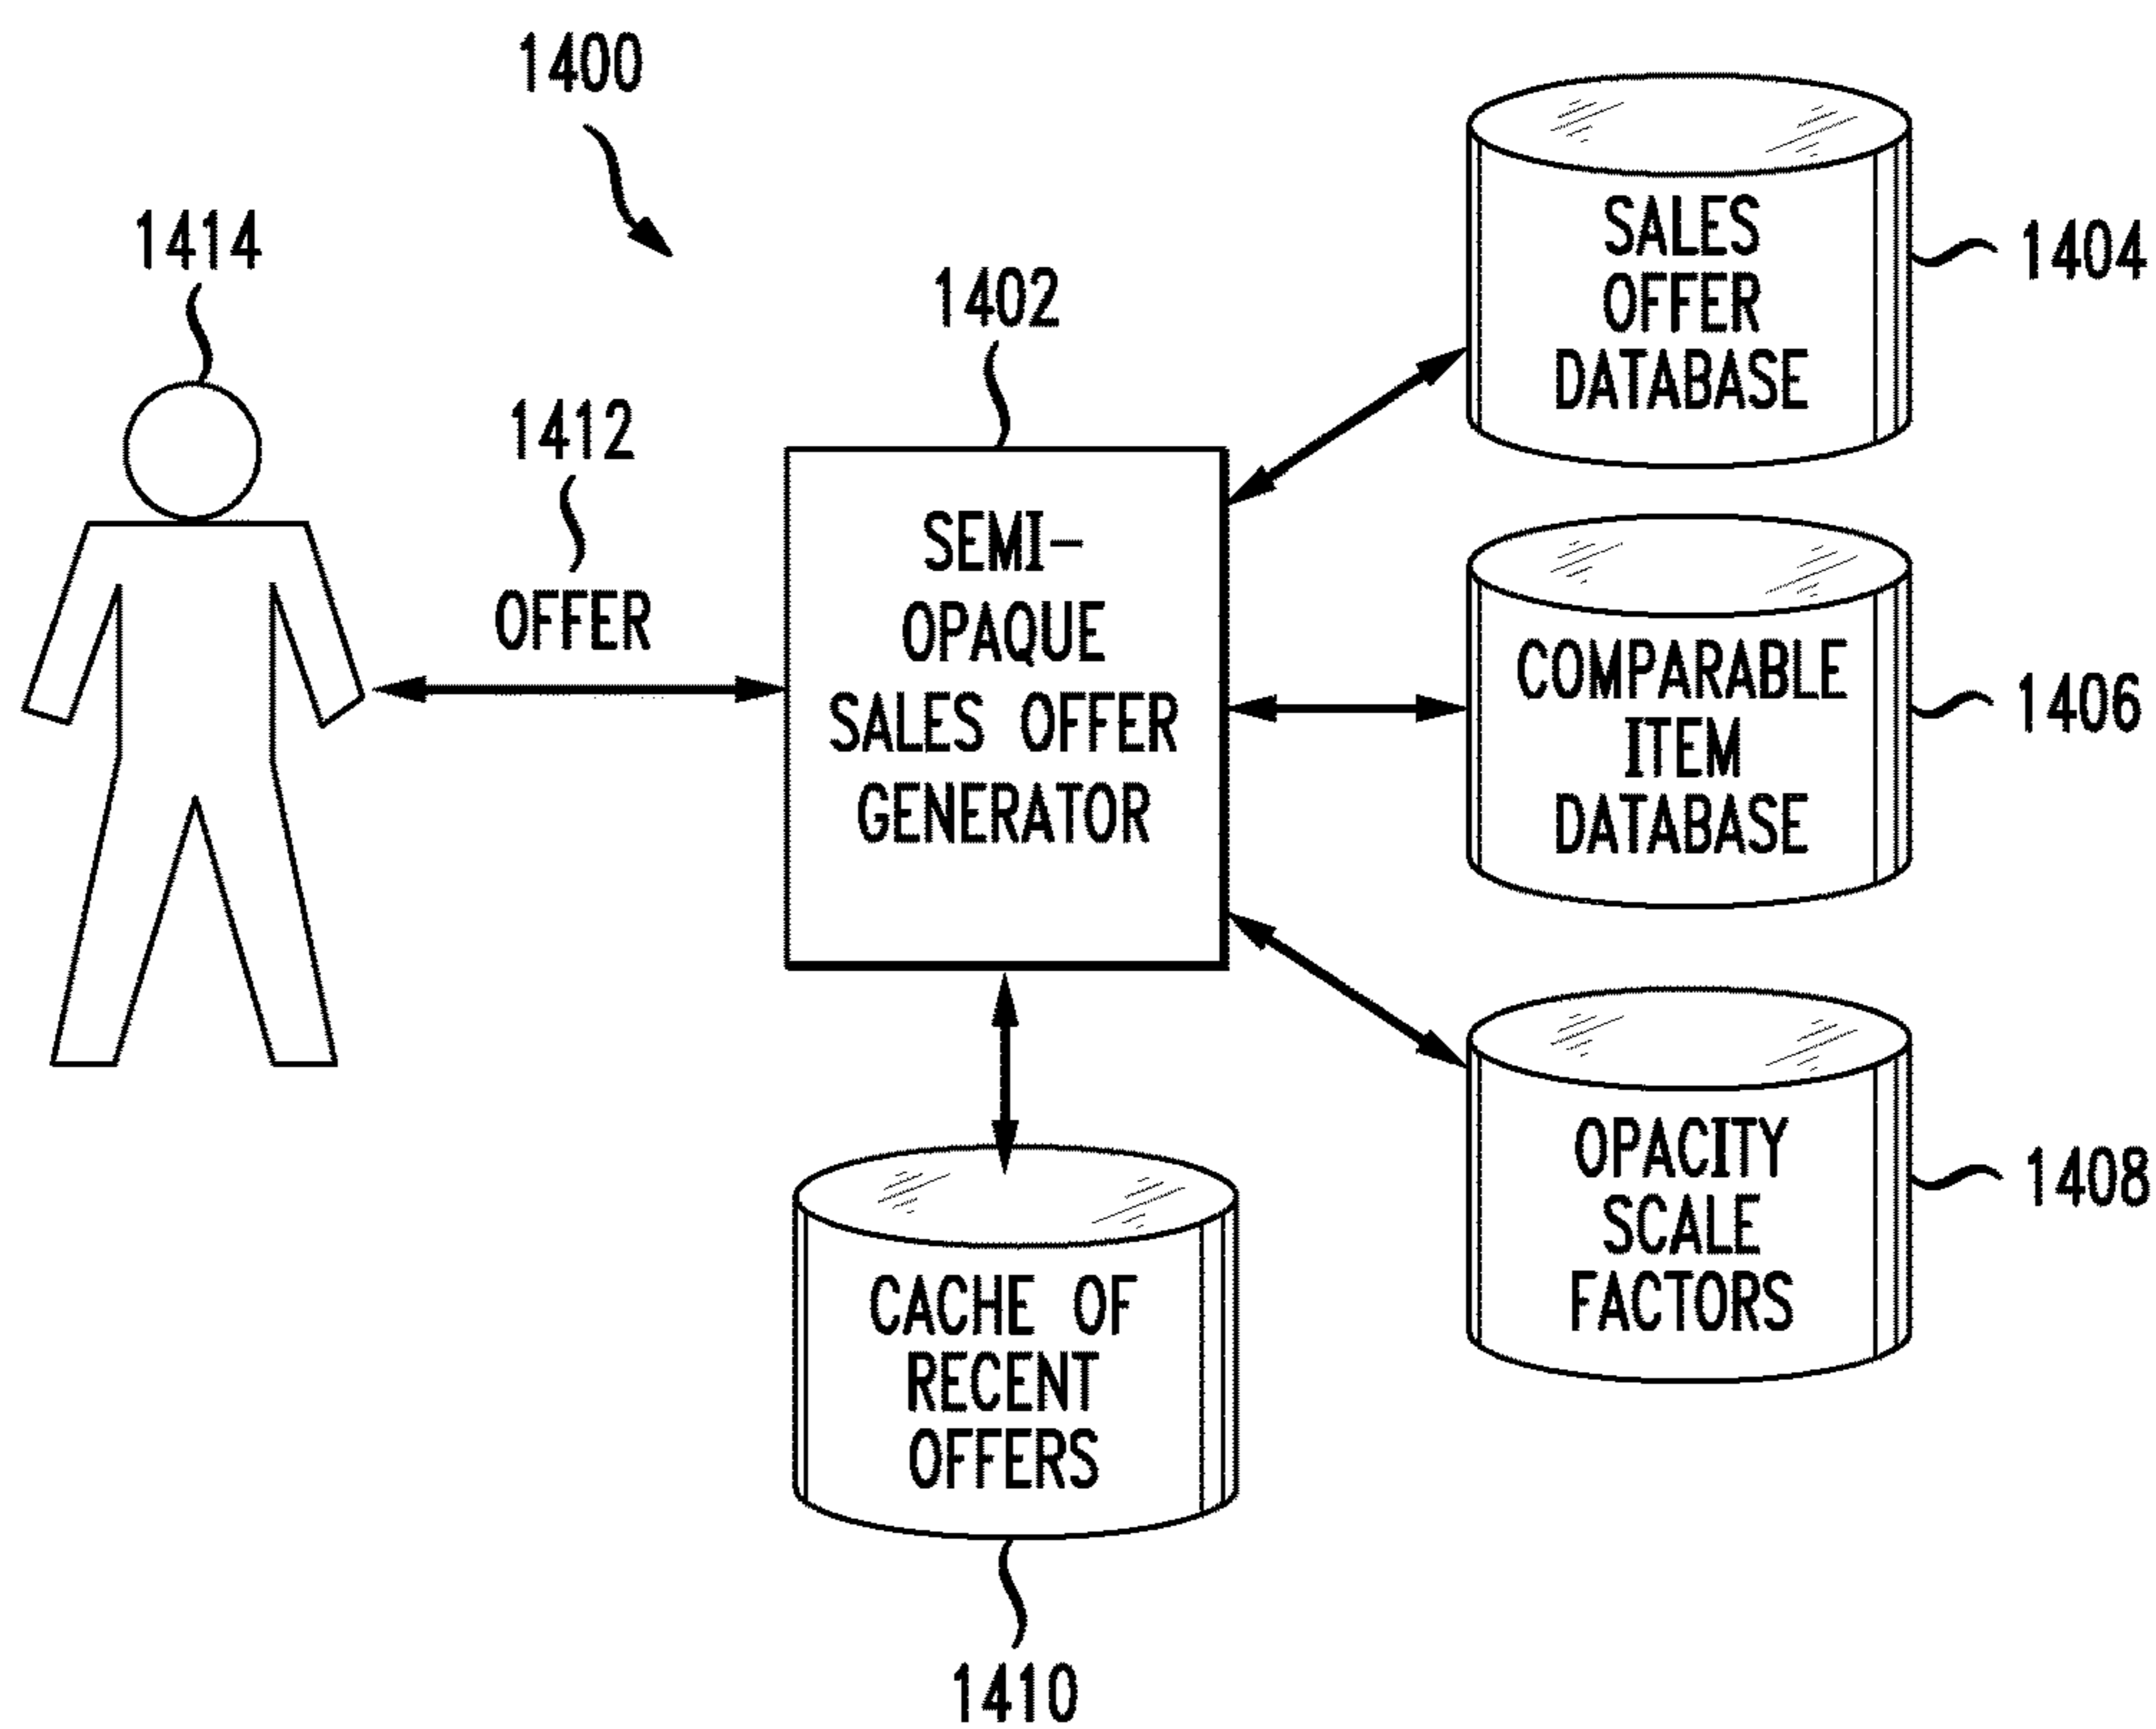 1400
1414
1412
OFFER
1402
SEMI-
OPAQUE
SALES OFFER
GENERATOR
SALES
OFFER
DATABASE
1404
COMPARABLE
ITEM
DATABASE
1406
OPACITY
SCALE
FACTORS
1408
CACHE OF
RECENT
OFFERS
1410